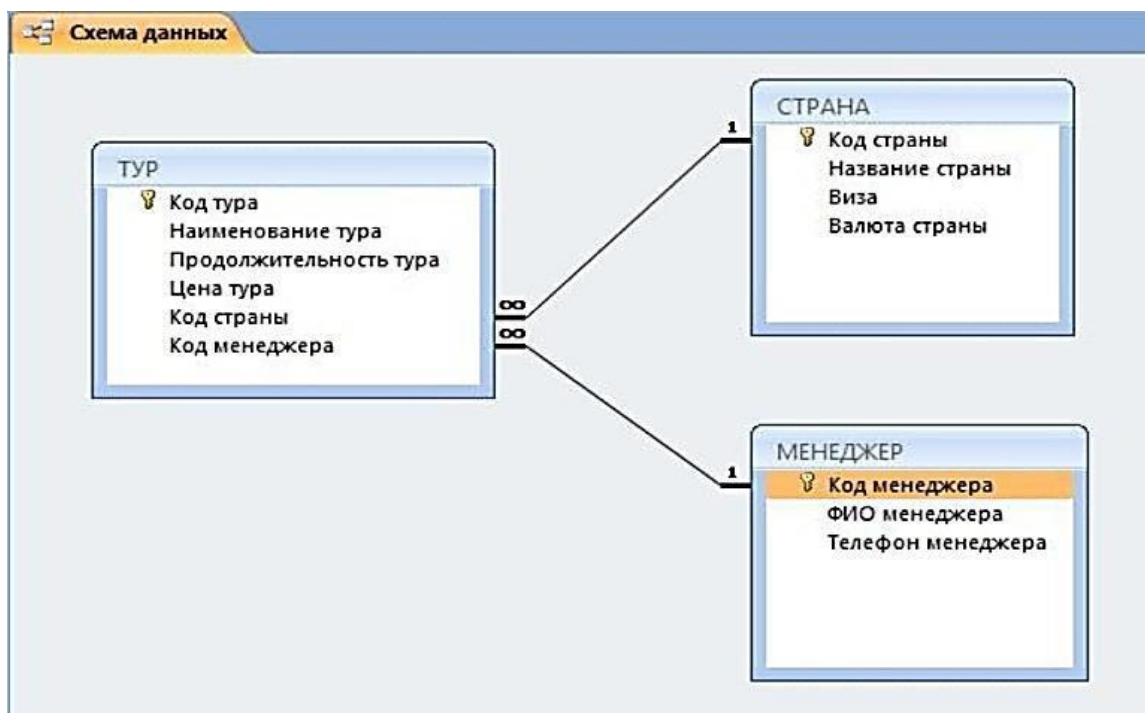 Схема данных
ТУР
Код тура
Наименование тура
Продолжительность тура
Цена тура
Код страны
Код менеджера
∞
∞
1
СТРАНА
Код страны
Название страны
Виза
Валюта страны
1
МЕНЕДЖЕР
Код менеджера
ФИО менеджера
Телефон менеджера